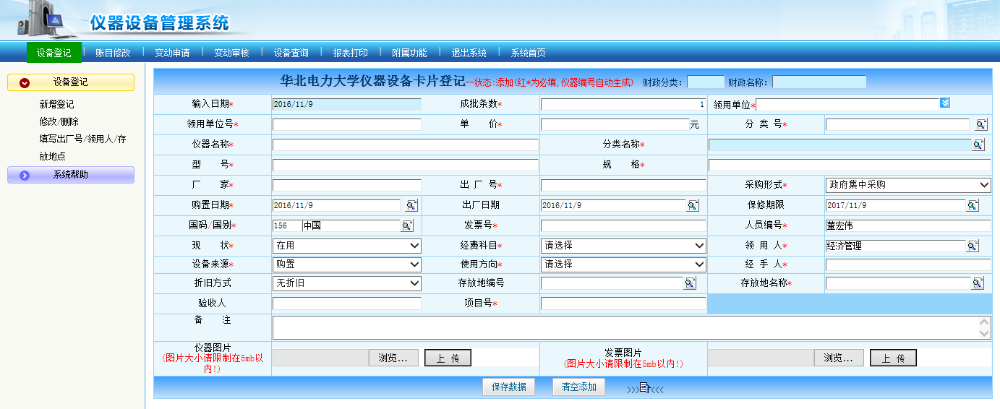 仪器设备管理系统
设备登记 账目修改 变动申请 变动审核 设备查询 报表打印 附属功能 退出系统 系统首页
设备登记
新增登记
修改/删除
填写出厂号/领用人/存
放地点
系统帮助
华北电力大学仪器设备卡片登记--状态:添加(红*为必填,仪器编号自动生成) 财政分类: 财政名称:
输入日期* 2016/11/9 成批条数* 1 领用单位*
领用单位号* 单 价* 元 分 类 号*
仪器名称* 分类名称*
型 号* 规 格*
厂 家* 出 厂 号* 采购形式* 政府集中采购
购置日期* 2016/11/9 出厂日期 2016/11/9 保修期限 2017/11/9
国码/国别* 156 中国 发票号* 人员编号* 董宏伟
现 状* 在用 经费科目* 请选择 领 用 人* 经济管理
设备来源* 购置 使用方向* 请选择 经 手 人*
折旧方式 无折旧 存放地编号 存放地名称*
验收人 项目号*
备 注
仪器图片
(图片大小请限制在5mb以
内!)
浏览... 上 传
发票图片
(图片大小请限制在5mb以内!)
浏览... 上 传
保存数据 清空添加 >>> <<<